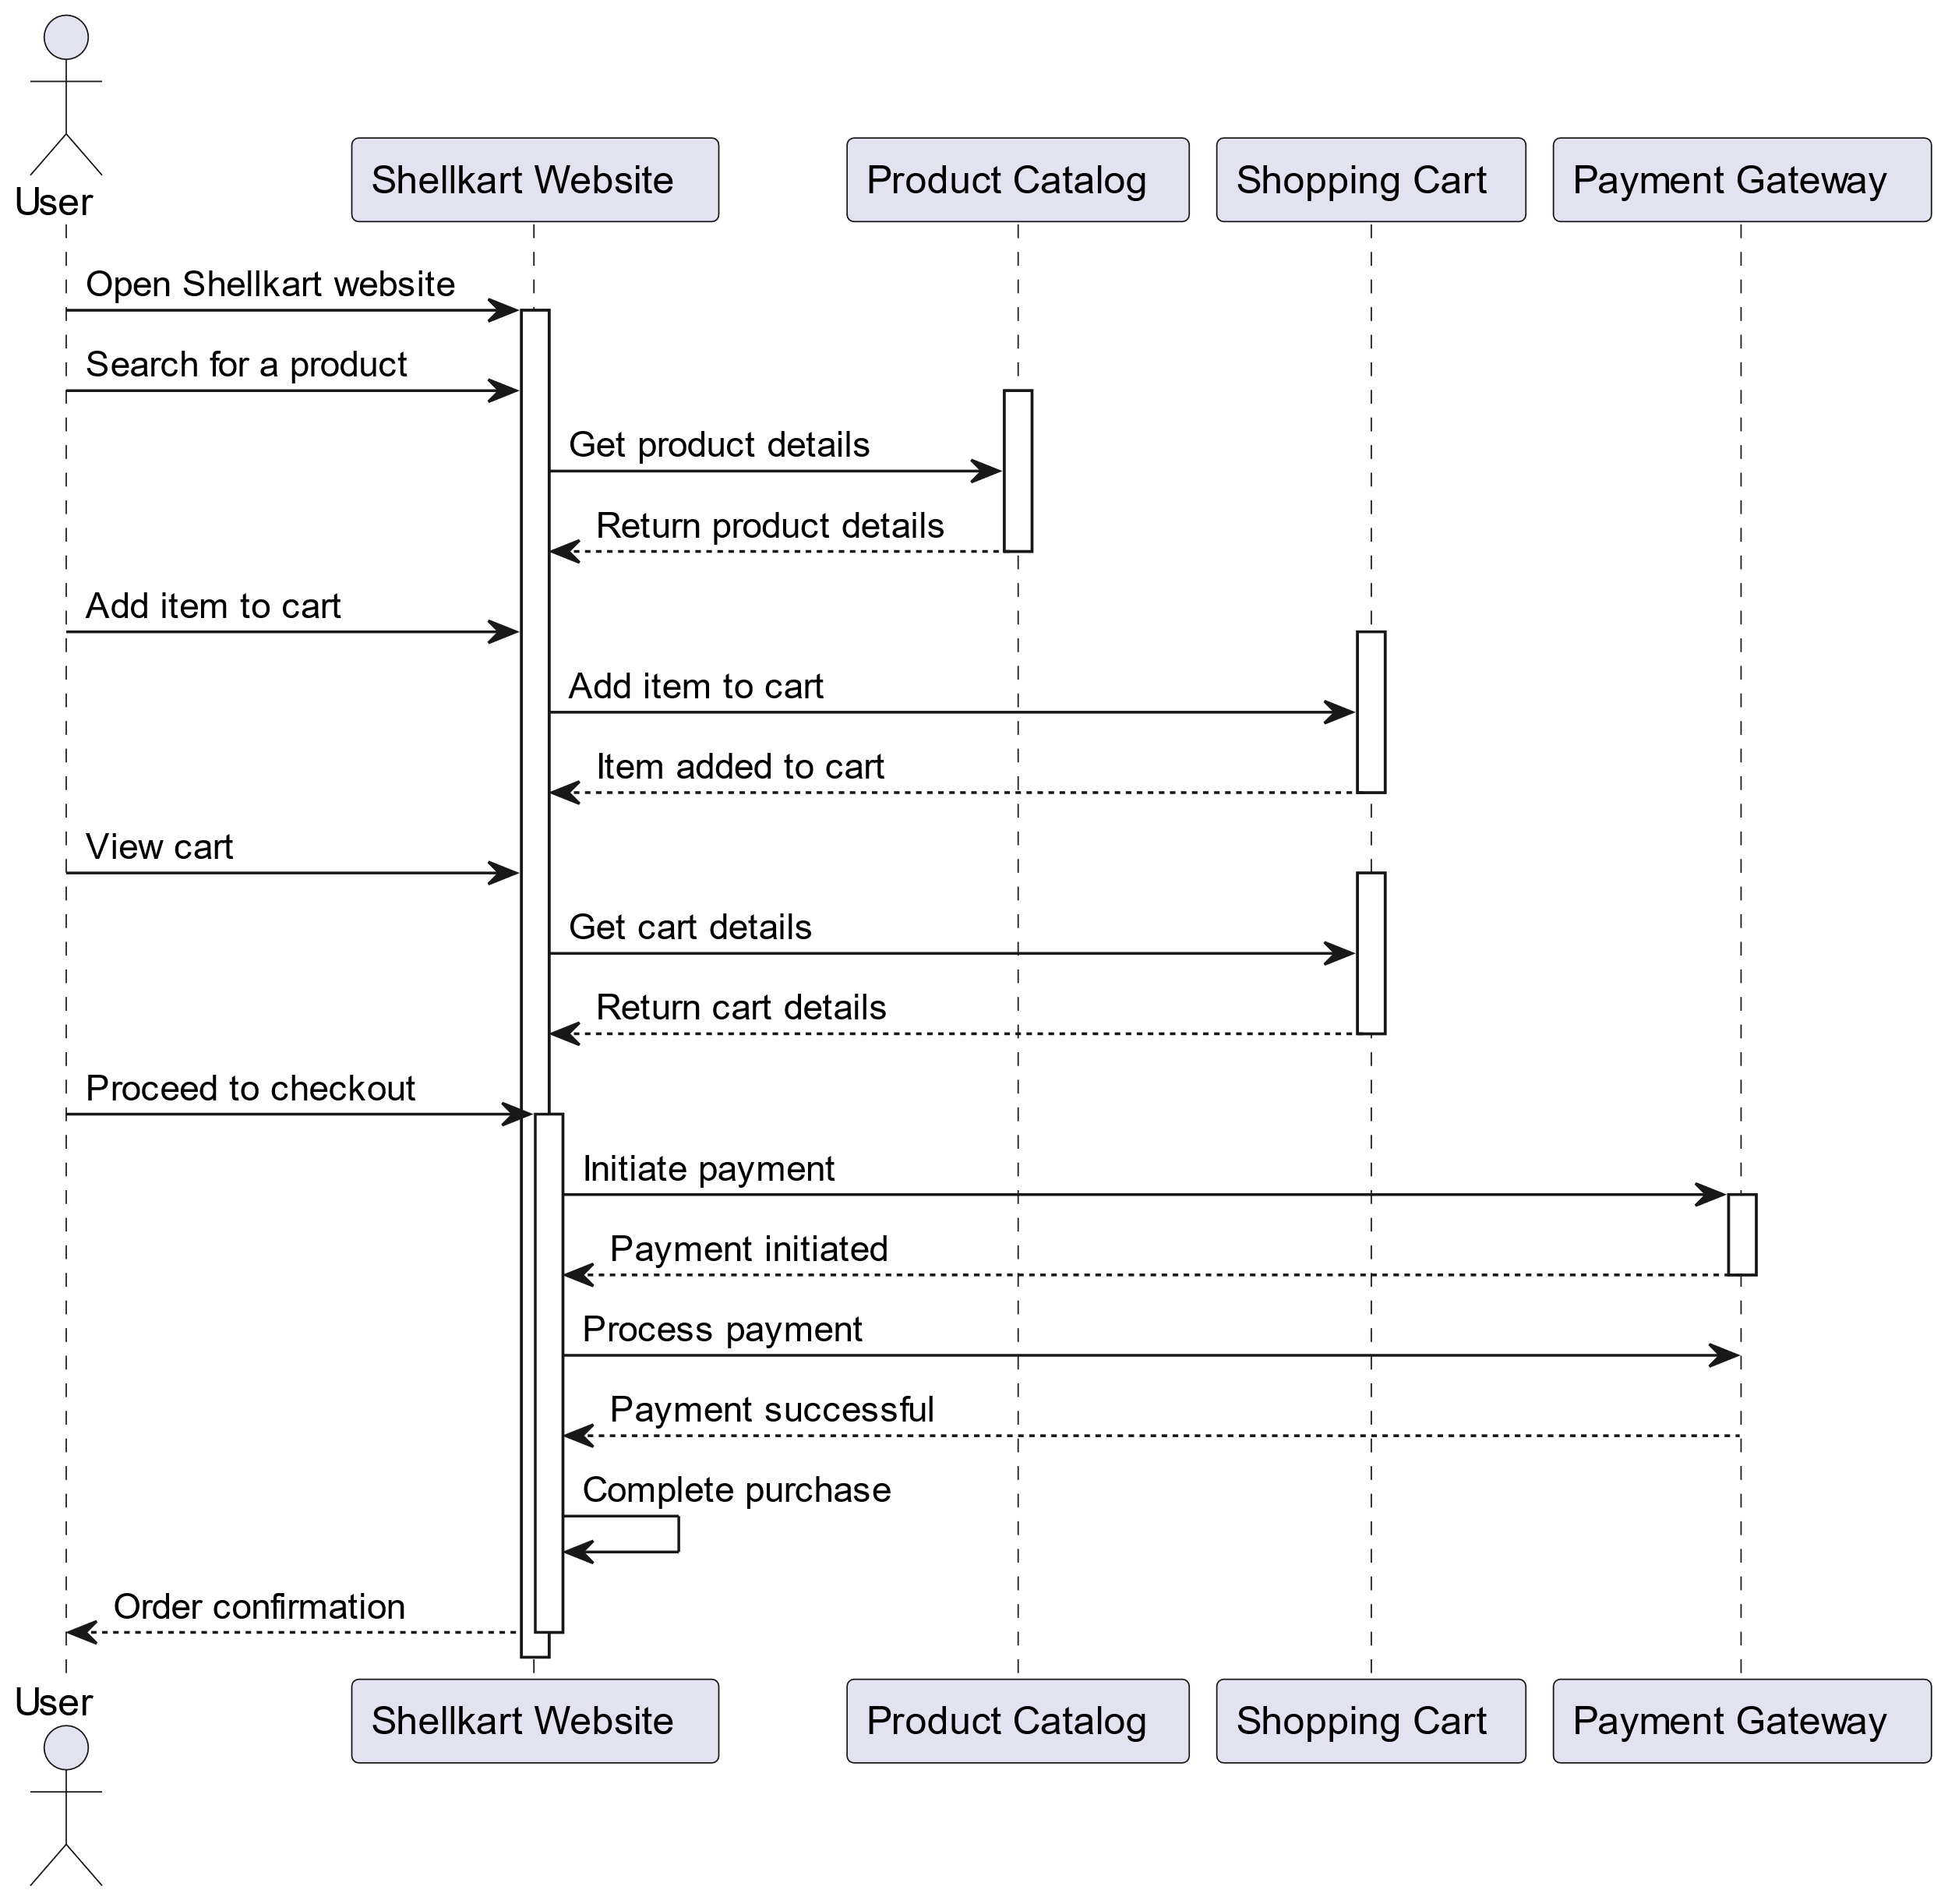 User
Shellkart Website
Product Catalog
Shopping Cart
Payment Gateway
Open Shellkart website
Search for a product
Get product details
Return product details
Add item to cart
Add item to cart
Item added to cart
View cart
Get cart details
Return cart details
Proceed to checkout
Initiate payment
Payment initiated
Process payment
Payment successful
Complete purchase
Order confirmation
User
Shellkart Website
Product Catalog
Shopping Cart
Payment Gateway